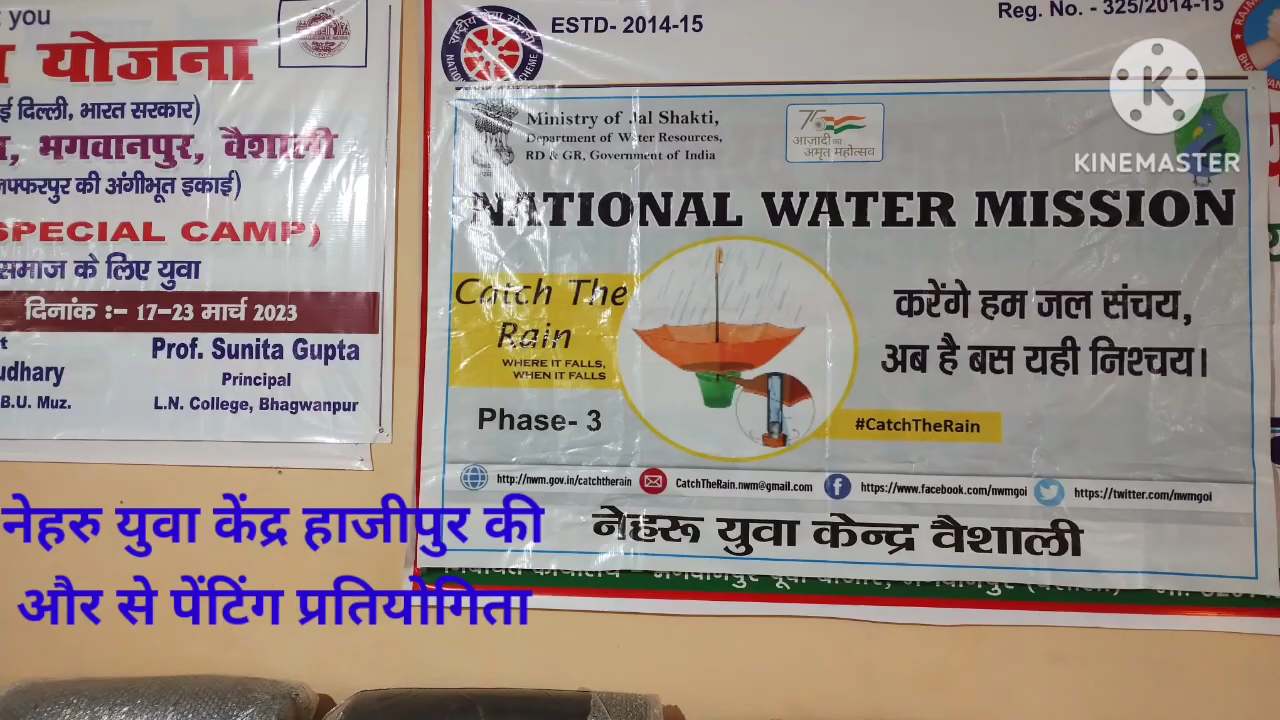 you
योजना
दिल्ली, भारत सरकार)
भगवानपुर, वैशाली
की अंगीभूत इकाई)
SPECIAL CAMP)
समाज के लिए युवा
दिनांक :– 17–23 मार्च 2023
Prof. Sunita Gupta
Principal
B.U. Muz.
L.N. College, Bhagwanpur
ESTD- 2014-15
Reg. No. - 325/2014-15
राष्ट्रीय सेवा योजना
Ministry of Jal Shakti,
Department of Water Resources,
RD & GR, Government of India
75
आज़ादी का
अमृत महोत्सव
K
KINEMASTER
NATIONAL WATER MISSION
Catch The
Rain
WHERE IT FALLS,
WHEN IT FALLS
Phase- 3
करेंगे हम जल संचय,
अब है बस यही निश्चय।
#CatchTheRain
http://nwm.gov.in/catchtherain
CatchTheRain.nwm@gmail.com
https://www.facebook.com/nwmgoi
https://twitter.com/nwmgoi
नेहरू युवा केन्द्र वैशाली
नेहरु युवा केंद्र हाजीपुर की
और से पेंटिंग प्रतियोगिता